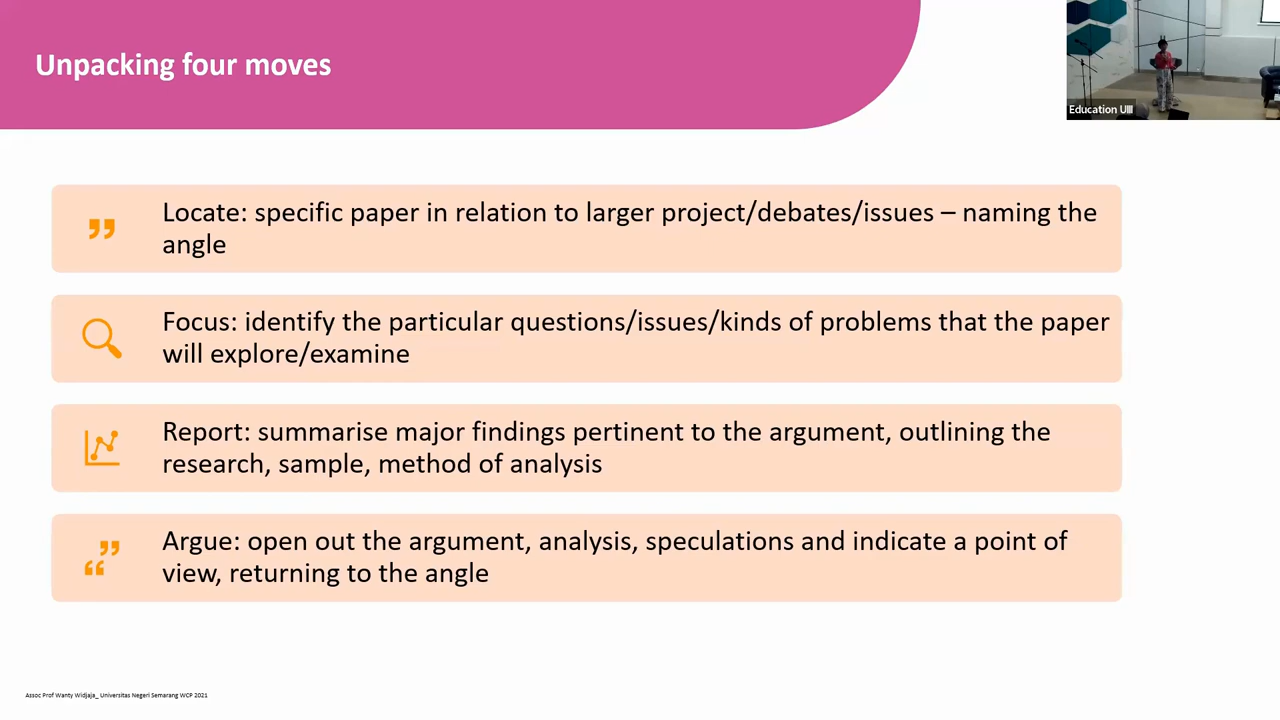 Unpacking four moves
Education UIII
Locate: specific paper in relation to larger project/debates/issues – naming the
angle
Focus: identify the particular questions/issues/kinds of problems that the paper
will explore/examine
Report: summarise major findings pertinent to the argument, outlining the
research, sample, method of analysis
Argue: open out the argument, analysis, speculations and indicate a point of
view, returning to the angle
Assoc Prof Wanty Widjaja_ Universitas Negeri Semarang WCP 2021